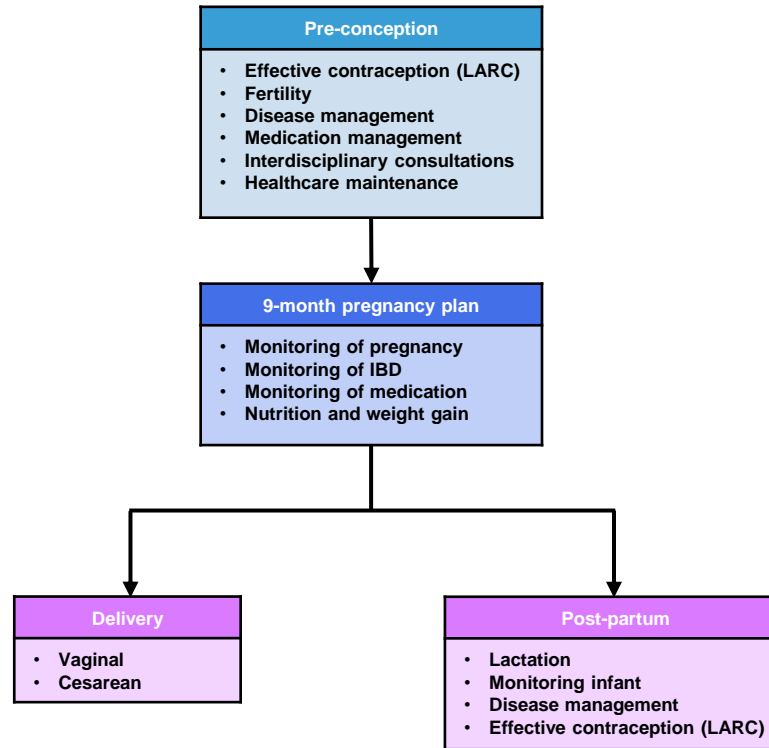 Pre-conception
• Effective contraception (LARC)
• Fertility
• Disease management
• Medication management
• Interdisciplinary consultations
• Healthcare maintenance
9-month pregnancy plan
• Monitoring of pregnancy
• Monitoring of IBD
• Monitoring of medication
• Nutrition and weight gain
Delivery
• Vaginal
• Cesarean
Post-partum
• Lactation
• Monitoring infant
• Disease management
• Effective contraception (LARC)